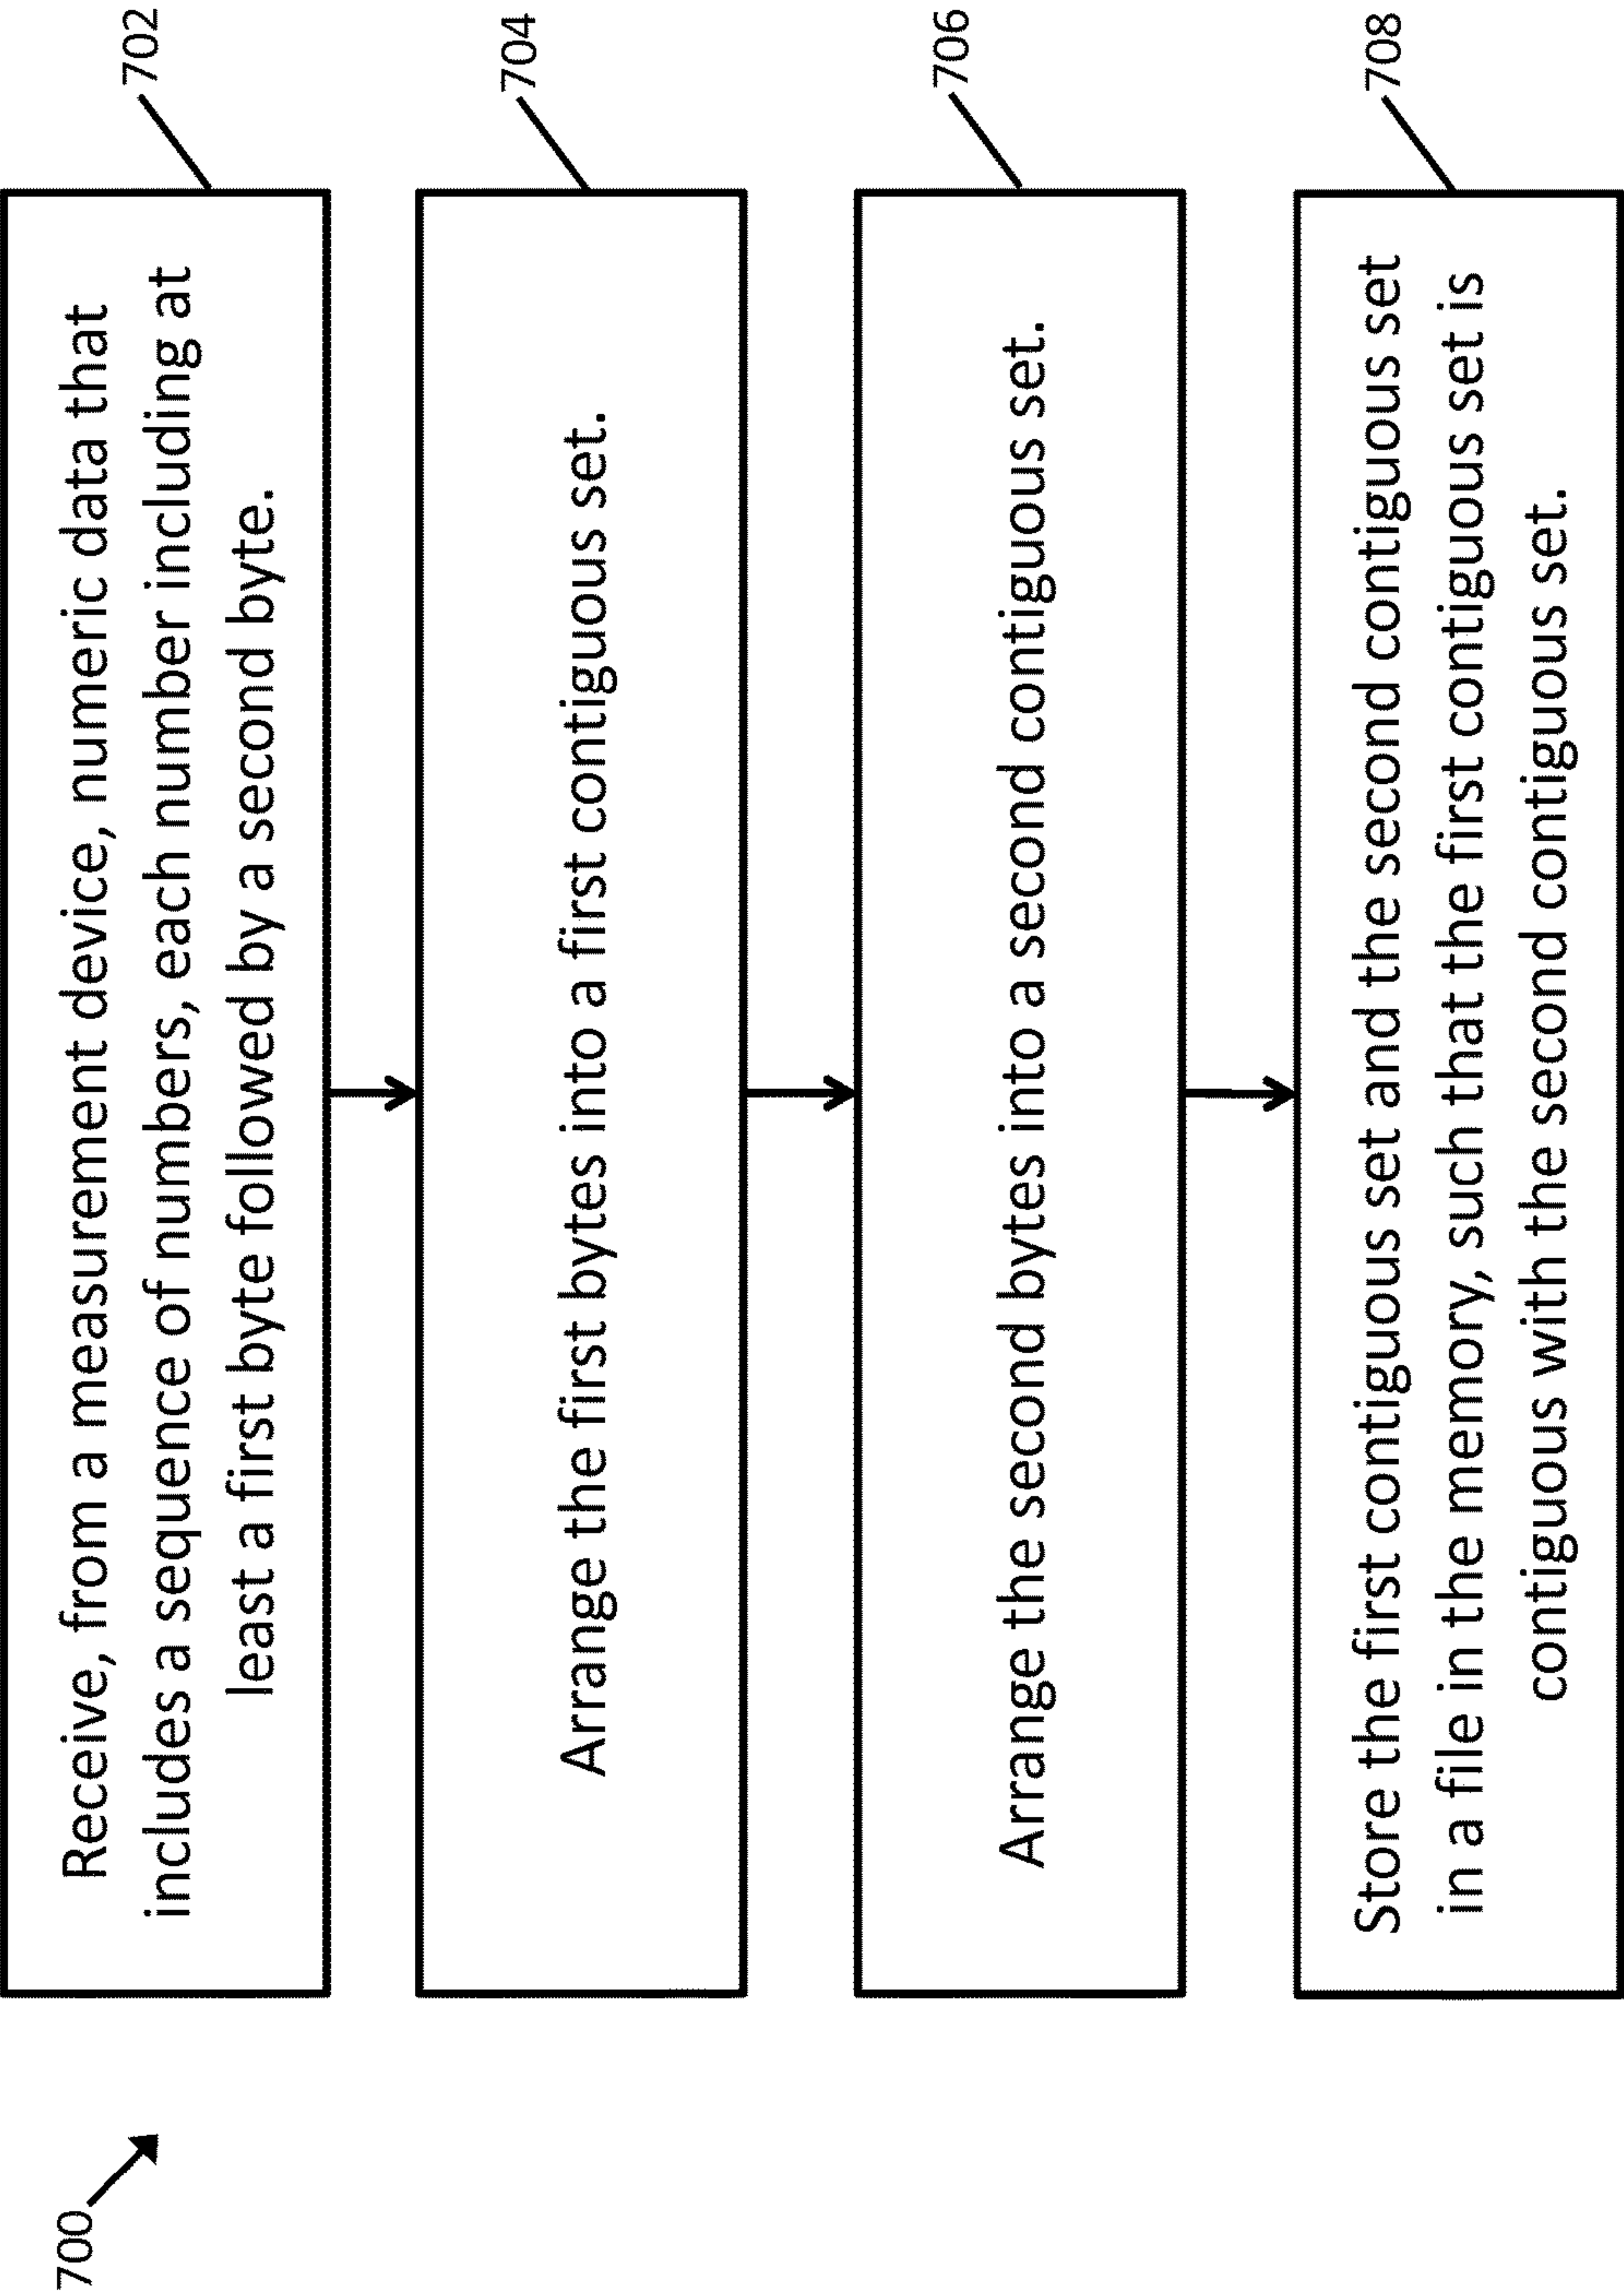 700
702
Receive, from a measurement device, numeric data that
includes a sequence of numbers, each number including at
least a first byte followed by a second byte.
704
Arrange the first bytes into a first contiguous set.
706
Arrange the second bytes into a second contiguous set.
708
Store the first contiguous set and the second contiguous set
in a file in the memory, such that the first contiguous set is
contiguous with the second contiguous set.